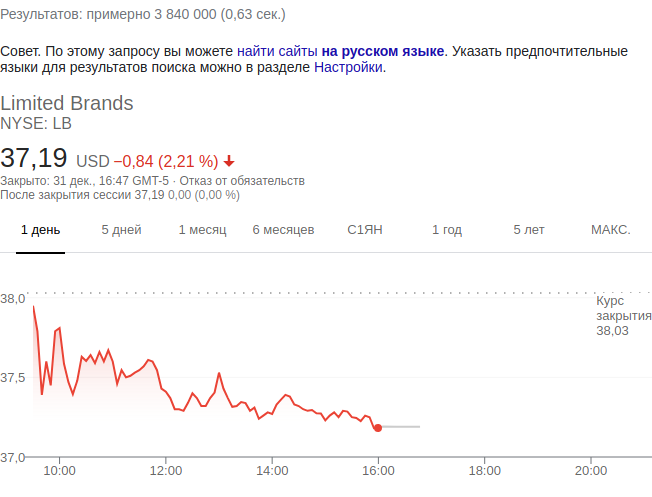 Результатов: примерно 3 840 000 (0,63 сек.)
Совет. По этому запросу вы можете найти сайты на русском языке. Указать предпочтительные
языки для результатов поиска можно в разделе Настройки.
Limited Brands
NYSE: LB
37,19 USD −0,84 (2,21 %)
Закрыто: 31 дек., 16:47 GMT-5 · Отказ от обязательств
После закрытия сессии 37,19 0,00 (0,00 %)
1 день 5 дней 1 месяц 6 месяцев С1ЯН 1 год 5 лет МАКС.
38,0
Курс
закрытия
38,03
37,5
37,0
10:00 12:00 14:00 16:00 18:00 20:00